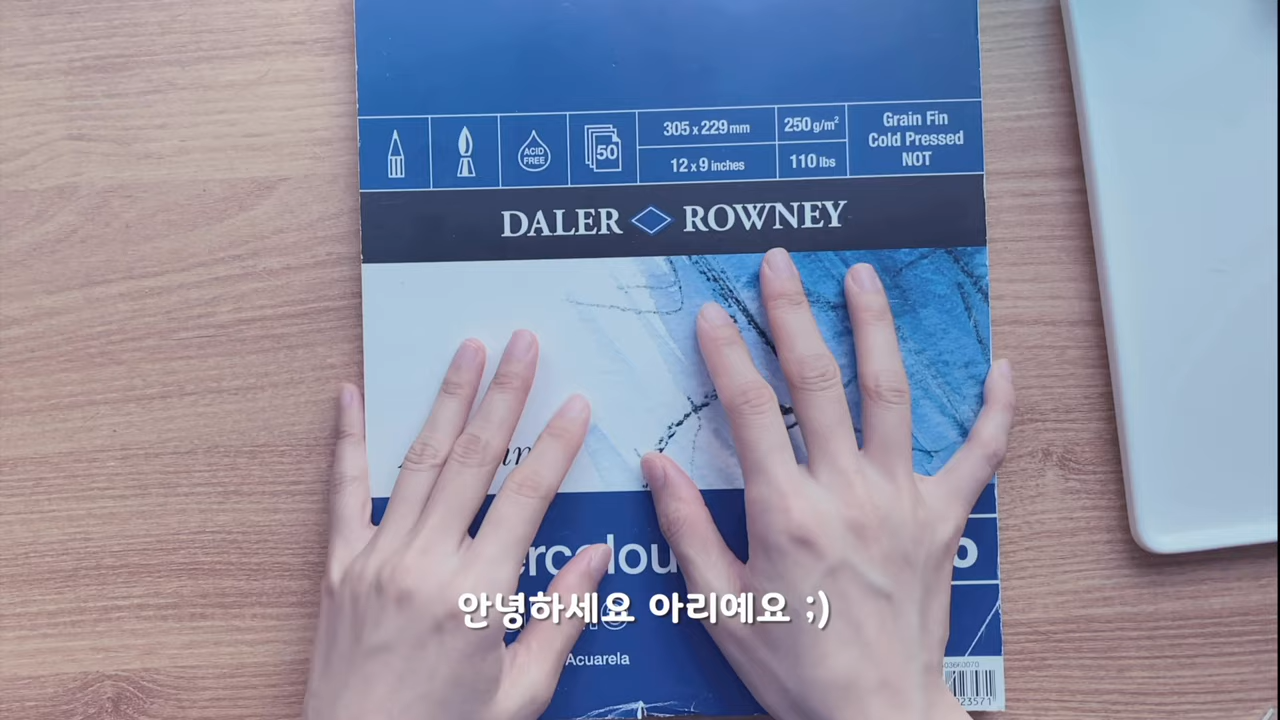 ACID
FREE
50
305 x 229 mm
12 x 9 inches
250 g/m²
110 lbs
Grain Fin
Cold Pressed
NOT
DALER ROWNEY
안녕하세요 아리예요 ;)
Acuarela